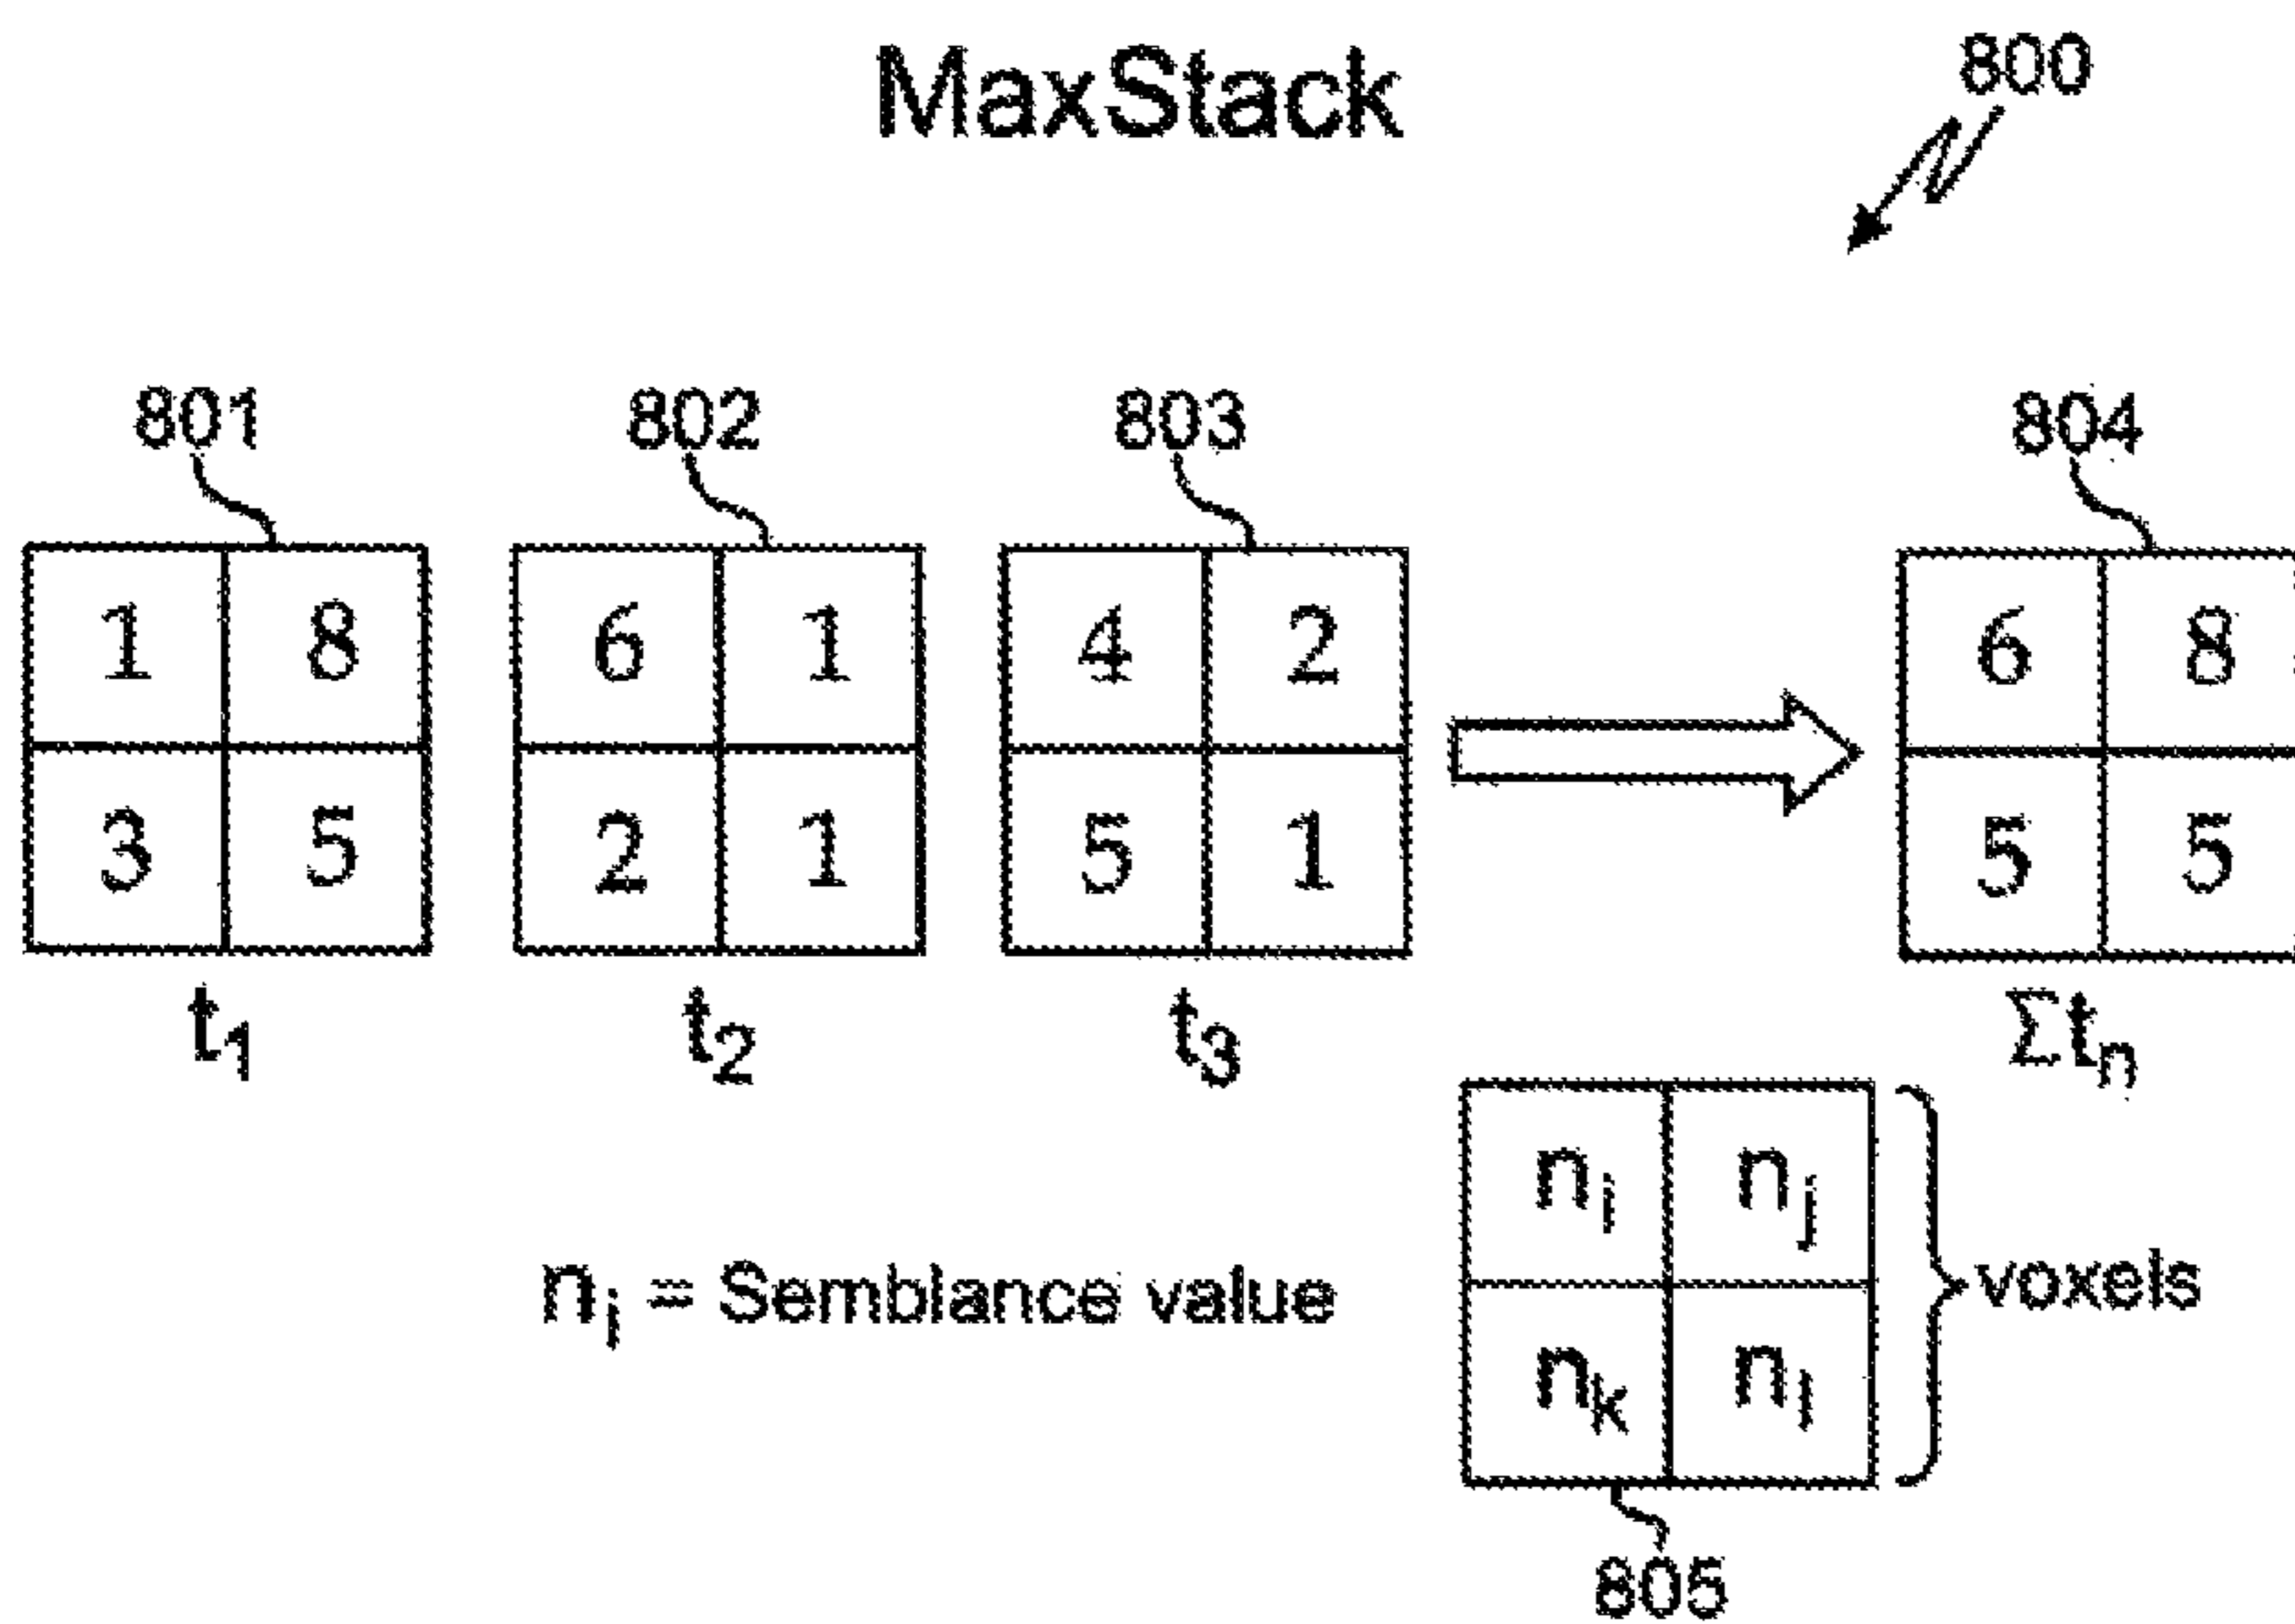 MaxStack
800
801 802 803 804
1 8 6 1 4 2 6 8
3 5 2 1 5 1 5 5
t1 t2 t3 Σtn
ni nj
nj = Semblance value voxels
nk nl
805